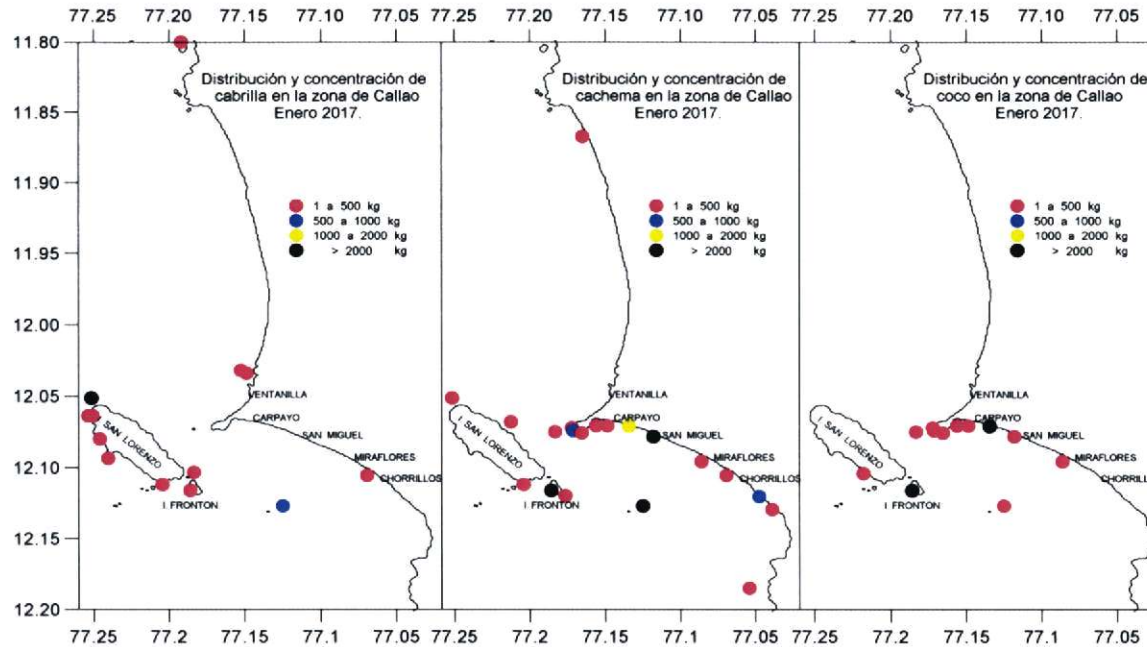 77.25 77.20 77.15 77.10 77.05 77.25 77.2 77.15 77.10 77.05 77.25 77.2 77.15 77.1 77.05
11.80
11.85
11.90
11.95
12.00
12.05
12.10
12.15
12.20
Distribución y concentración de
cabrilla en la zona de Callao
Enero 2017.
1 a 500 kg
500 a 1000 kg
1000 a 2000 kg
> 2000 kg
VENTANILLA
CARPAYO
SAN MIGUEL
MIRAFLORES
CHORRILLOS
I. SAN LORENZO
I. FRONTON
Distribución y concentración de
cachema en la zona de Callao
Enero 2017.
1 a 500 kg
500 a 1000 kg
1000 a 2000 kg
> 2000 kg
VENTANILLA
CARPAYO
SAN MIGUEL
MIRAFLORES
CHORRILLOS
I. SAN LORENZO
I. FRONTON
Distribución y concentración de
coco en la zona de Callao
Enero 2017.
1 a 500 kg
500 a 1000 kg
1000 a 2000 kg
> 2000 kg
VENTANILLA
CARPAYO
SAN MIGUEL
MIRAFLORES
CHORRILL
I. SAN LORENZO
I. FRONTON
77.25 77.2 77.15 77.10 77.05 77.25 77.2 77.15 77.10 77.05 77.25 77.2 77.15 77.1 77.05